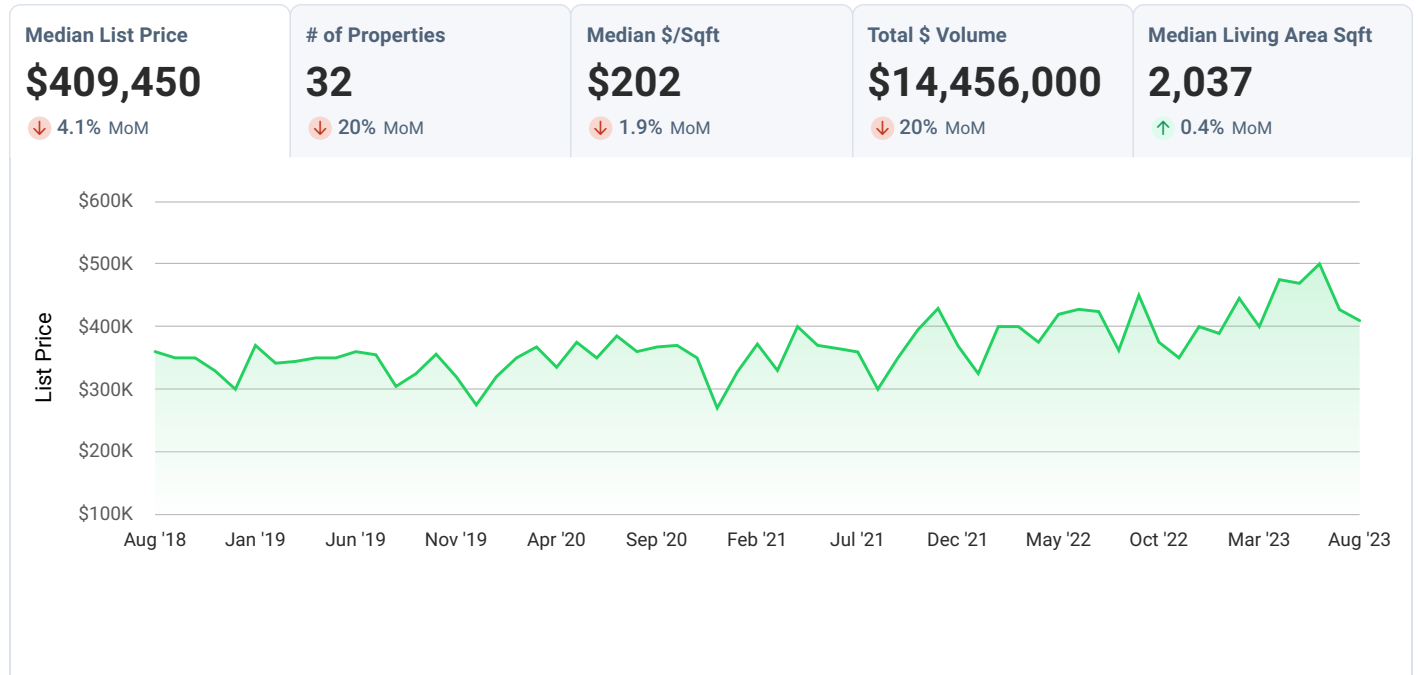 Median List Price
$409,450
4.1% MoM
# of Properties
32
20% MoM
Median $/Sqft
$202
1.9% MoM
Total $ Volume
$14,456,000
20% MoM
Median Living Area Sqft
2,037
0.4% MoM
$600K
$500K
$400K
$300K
$200K
$100K
List Price
Aug '18 Jan '19 Jun '19 Nov '19 Apr '20 Sep '20 Feb '21 Jul '21 Dec '21 May '22 Oct '22 Mar '23 Aug '23